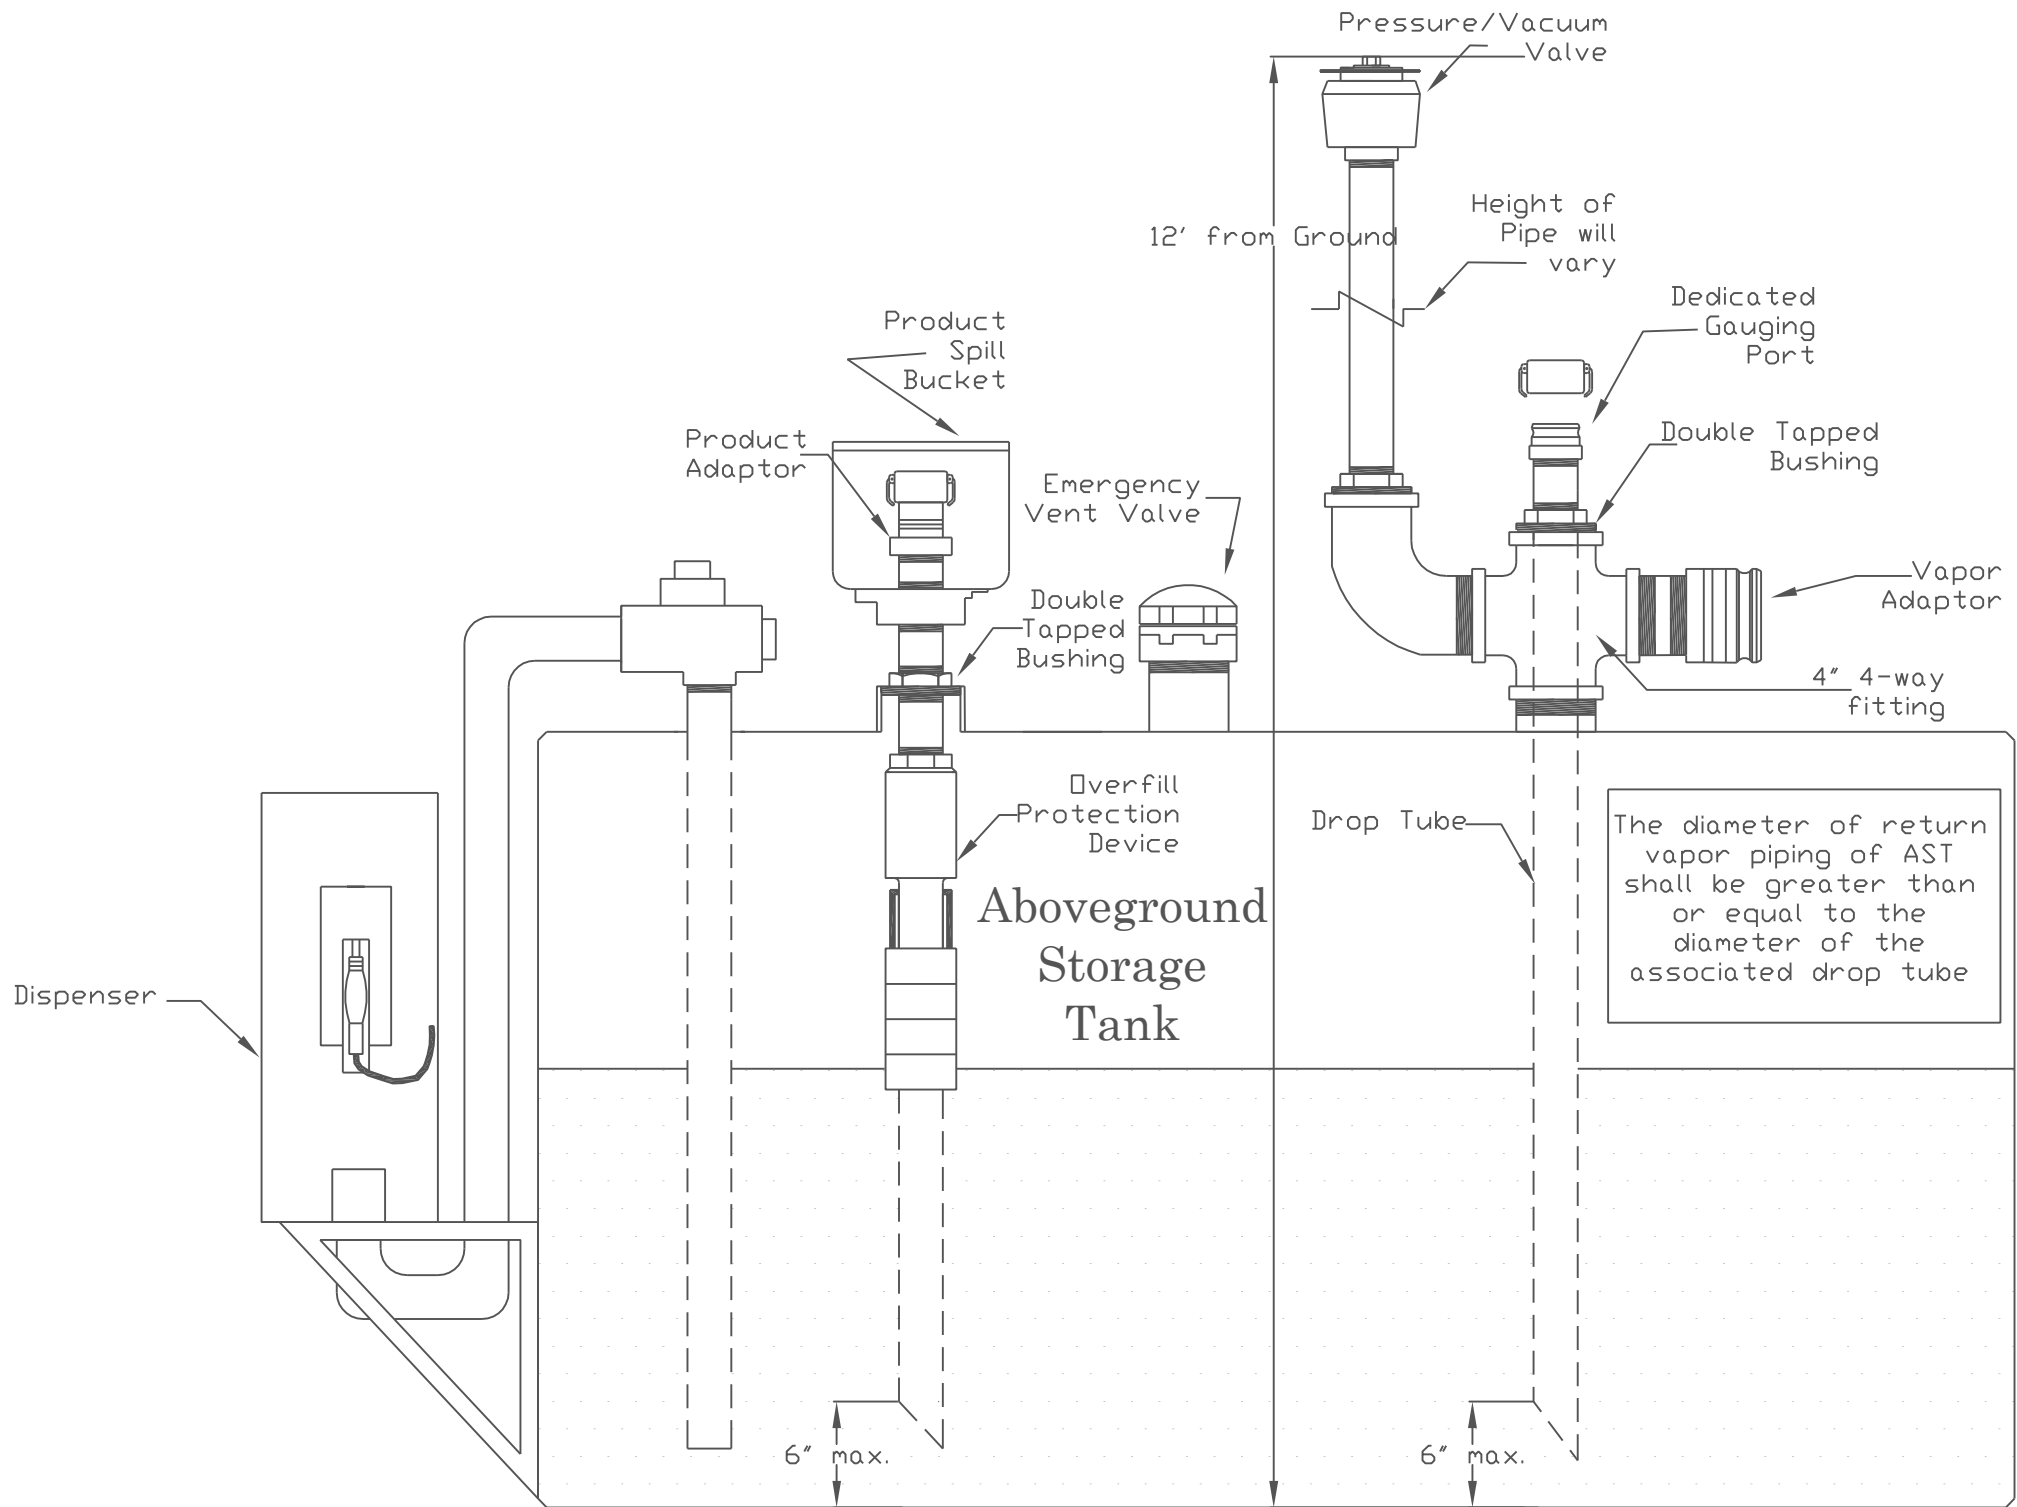 Pressure/Vacuum
Valve
12' from Ground
Height of
Pipe will
vary
Dedicated
Gauging
Port
Product
Spill
Bucket
Product
Adaptor
Emergency
Vent Valve
Double Tapped
Bushing
Double
Tapped
Bushing
Vapor
Adaptor
4" 4-way
fitting
Overfill
Protection
Device
Drop Tube
The diameter of return
vapor piping of AST
shall be greater than
or equal to the
diameter of the
associated drop tube
Aboveground
Storage
Tank
Dispenser
6" max.
6" max.